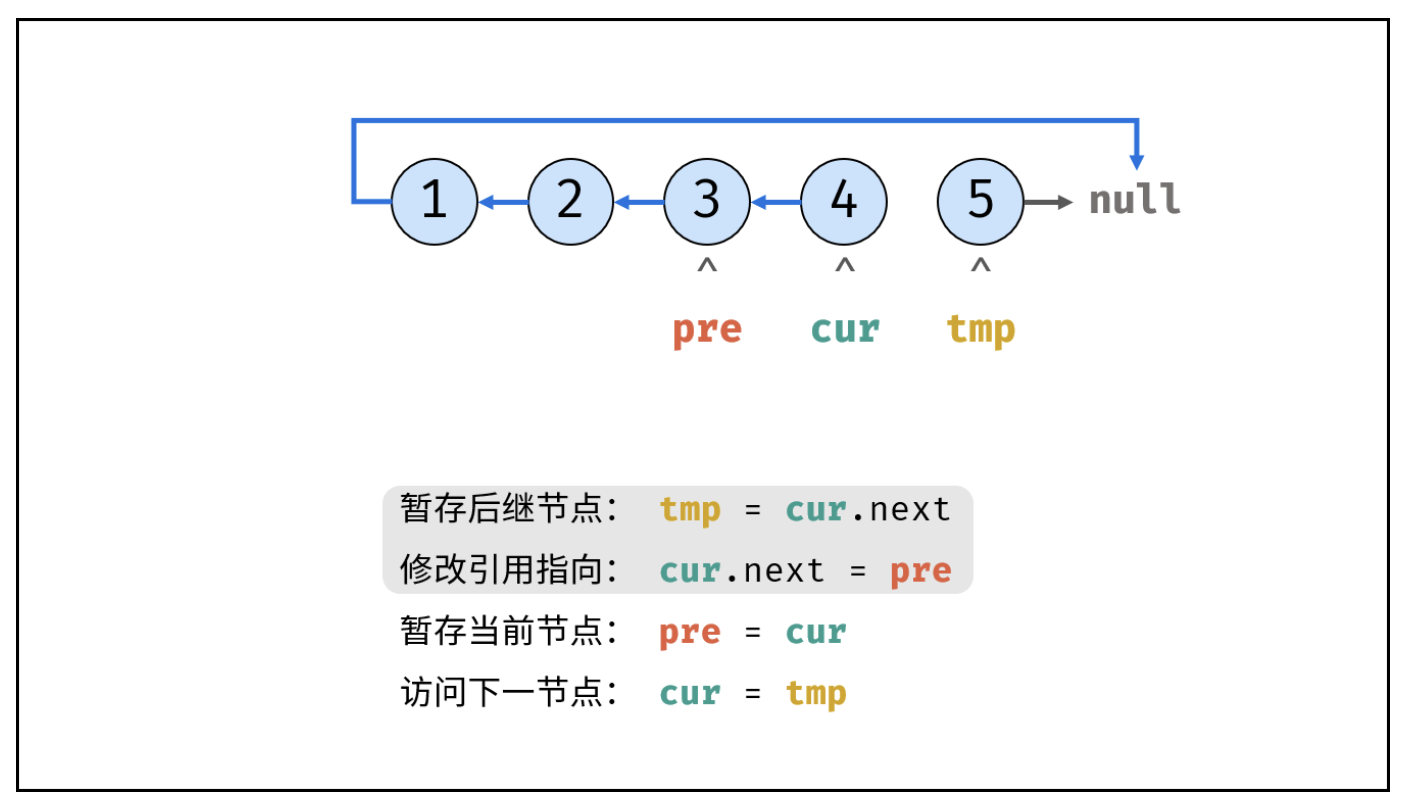 1 2 3 4 5 null
^ ^ ^
pre cur tmp
暂存后继节点： tmp = cur.next
修改引用指向： cur.next = pre
暂存当前节点： pre = cur
访问下一节点： cur = tmp